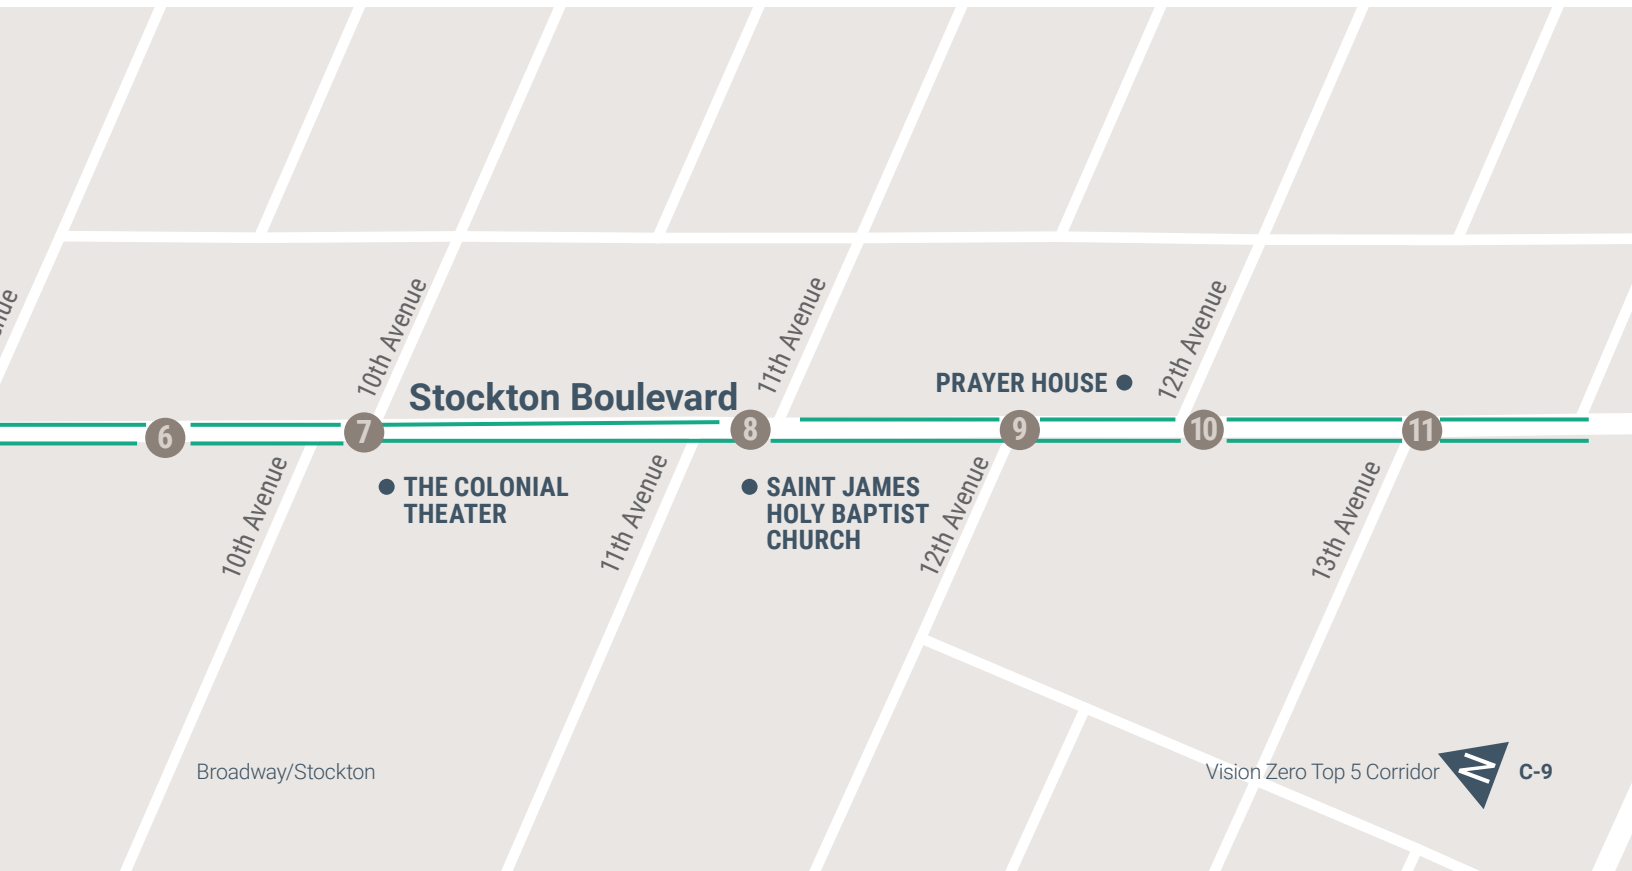 10th Avenue
11th Avenue
12th Avenue
Stockton Boulevard
PRAYER HOUSE
6
7
8
9
10
11
THE COLONIAL
THEATER
SAINT JAMES
HOLY BAPTIST
CHURCH
10th Avenue
11th Avenue
12th Avenue
13th Avenue
Broadway/Stockton
Vision Zero Top 5 Corridor
N
C-9